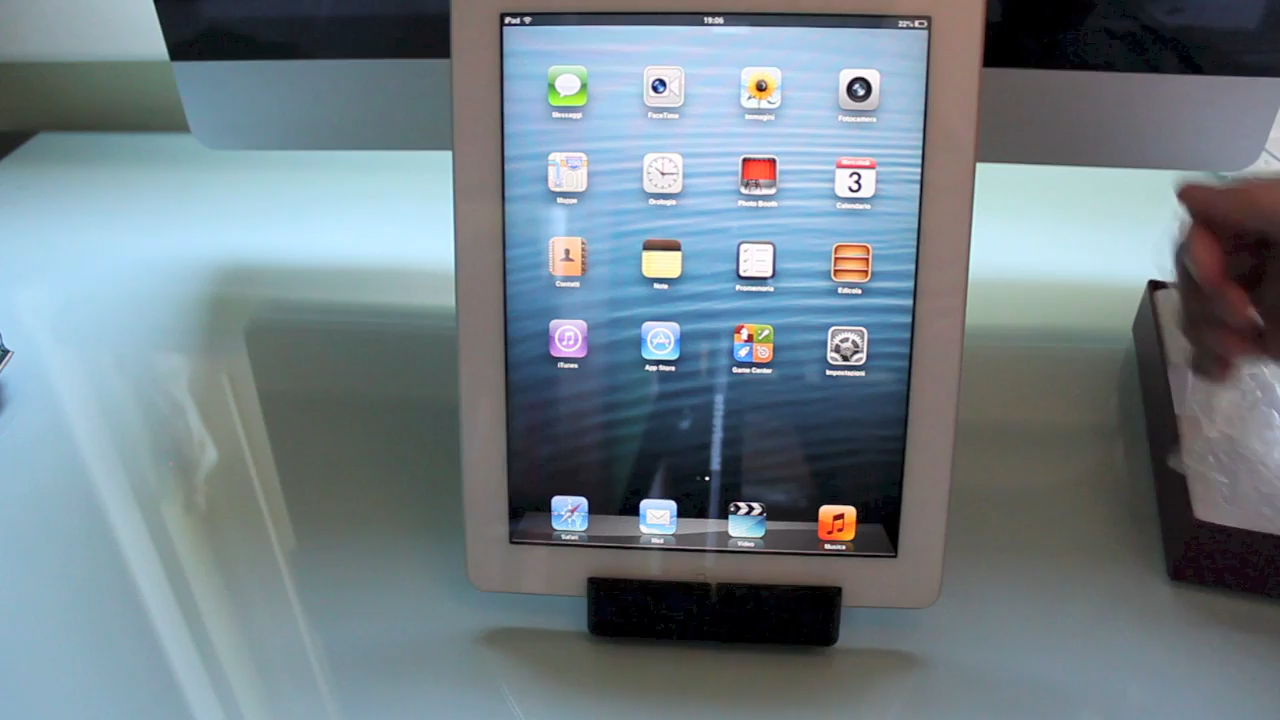 iPad 19:06 22%
Messaggi FaceTime Immagini Fotocamera
Mappe Orologio Photo Booth Mercoledì 3 Calendario
Contatti Note Promemoria Edicola
iTunes App Store Game Center Impostazioni
Safari Mail Video Musica